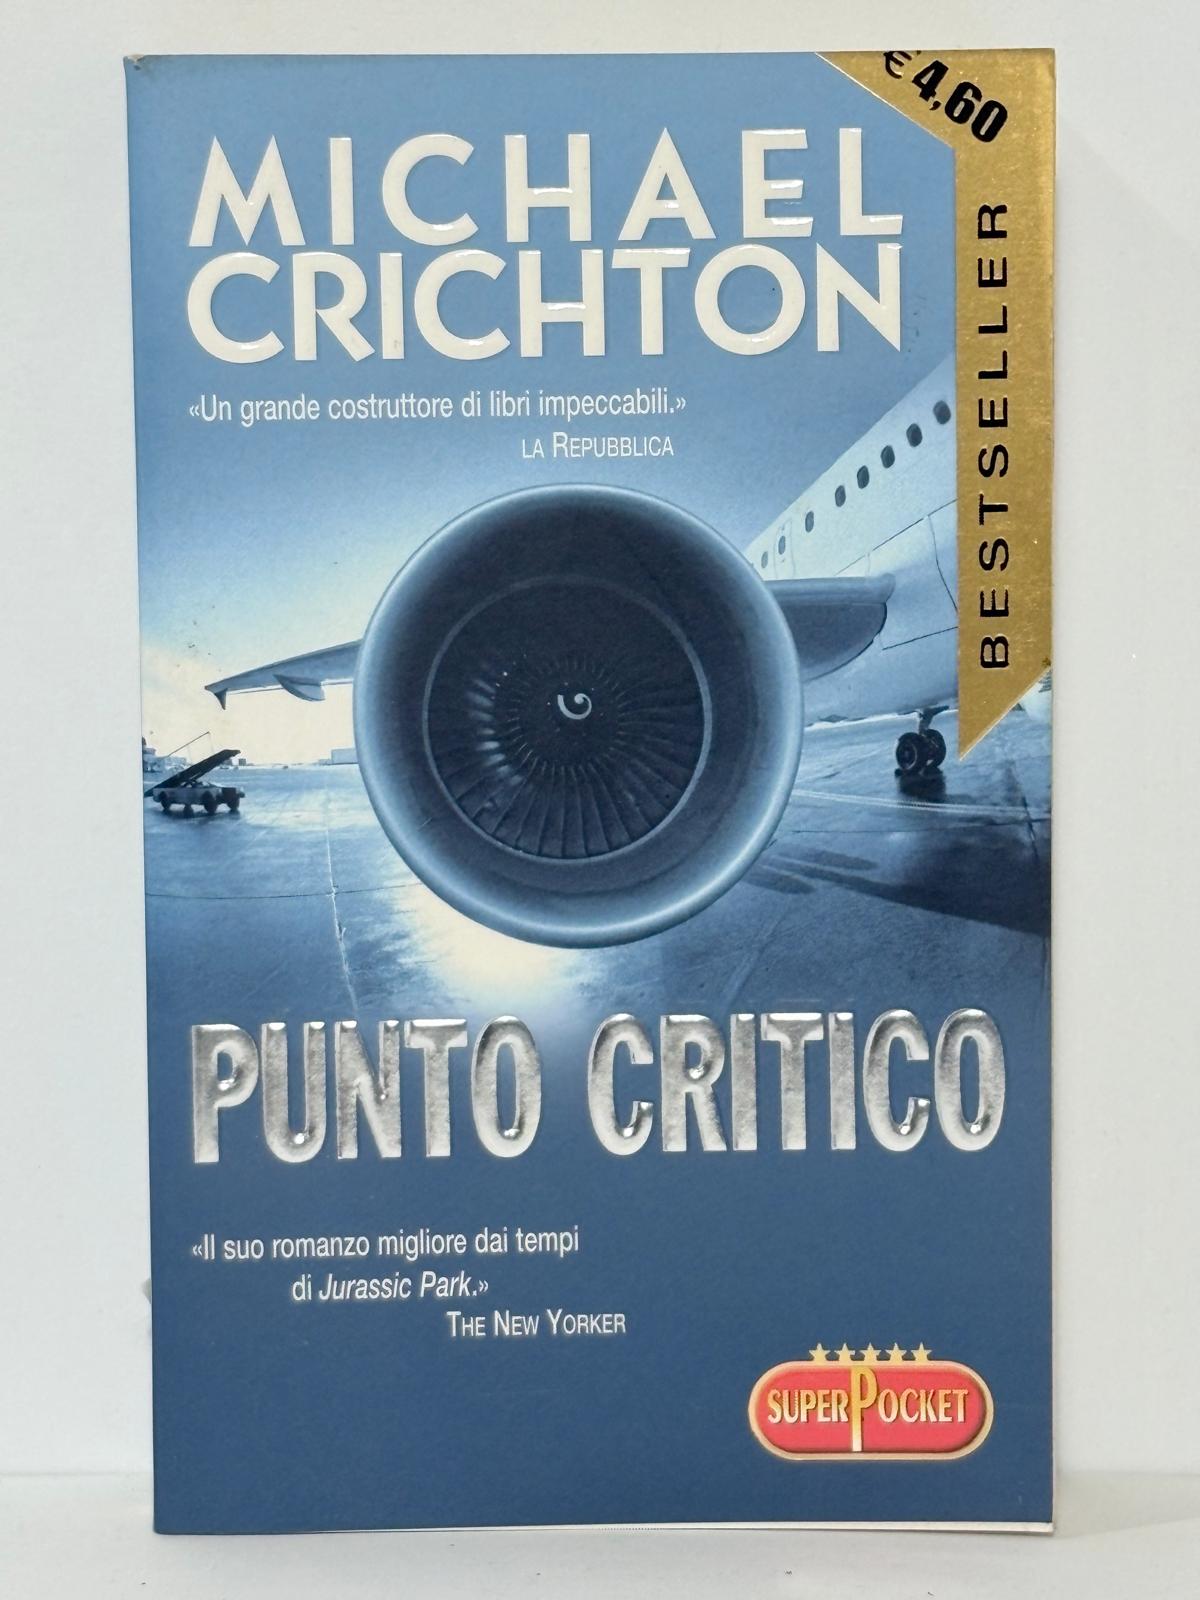 € 4,60
BESTSELLER
MICHAEL
CRICHTON
«Un grande costruttore di libri impeccabili.»
LA REPUBBLICA
PUNTO CRITICO
«Il suo romanzo migliore dai tempi
di Jurassic Park.»
THE NEW YORKER
SUPERPOCKET